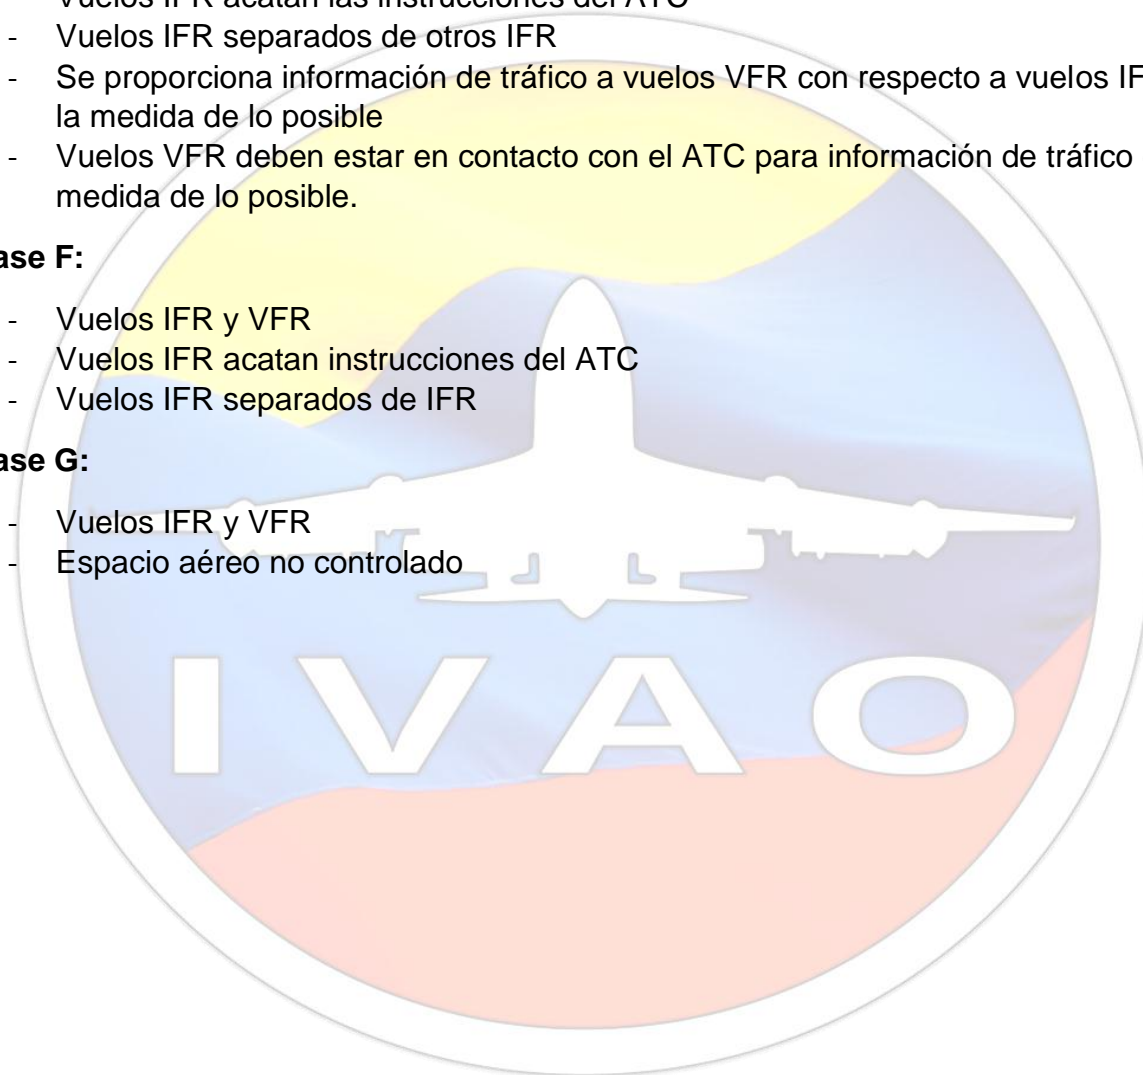 Vuelos IFR acatan las instrucciones del ATC
- Vuelos IFR separados de otros IFR
- Se proporciona información de tráfico a vuelos VFR con respecto a vuelos
la medida de lo posible
- Vuelos VFR deben estar en contacto con el ATC para información de tráfico
medida de lo posible.
ase F:
- Vuelos IFR y VFR
- Vuelos IFR acatan instrucciones del ATC
- Vuelos IFR separados de IFR
ase G:
- Vuelos IFR y VFR
- Espacio aéreo no controlado
IVAO